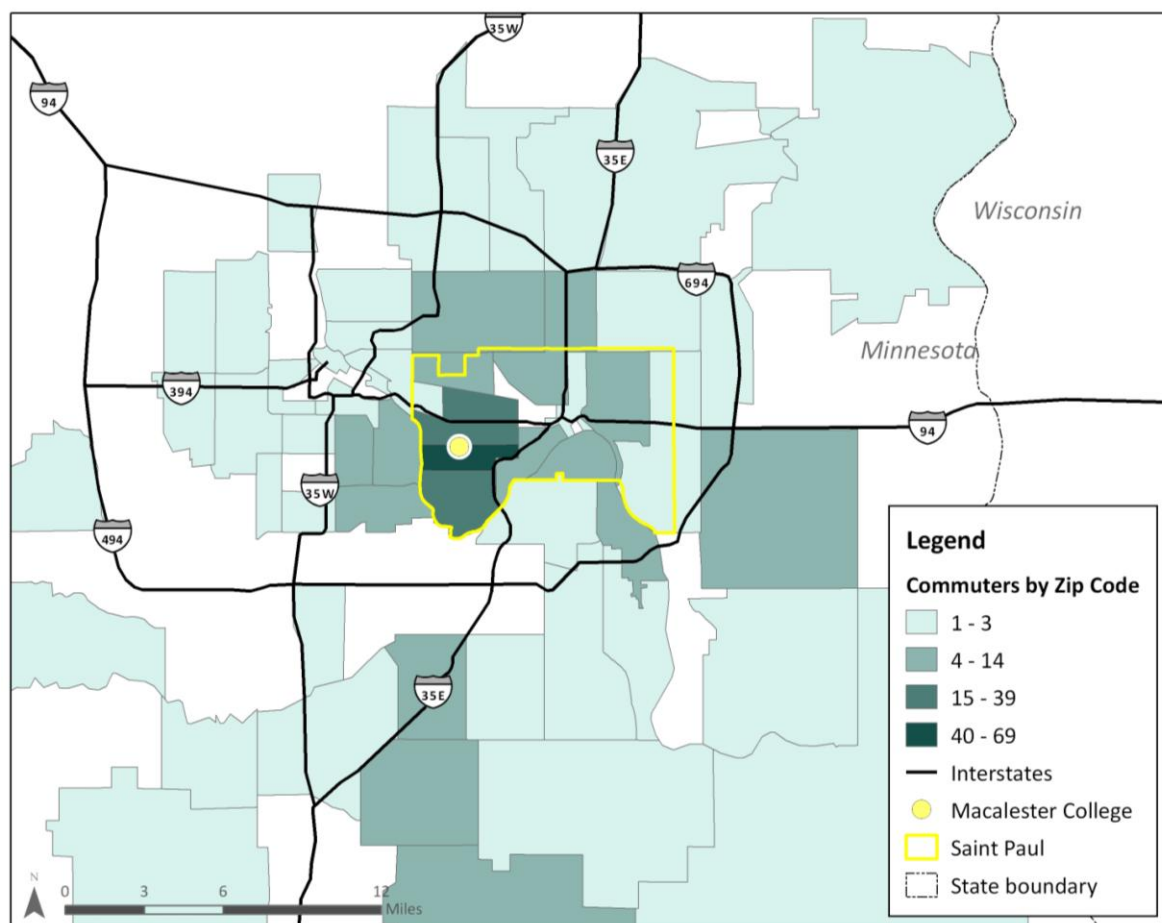 35W
94
35E
Wisconsin
694
Minnesota
394
94
35W
494
35E
N
0 3 6 12
Miles
Legend
Commuters by Zip Code
1 - 3
4 - 14
15 - 39
40 - 69
Interstates
Macalester College
Saint Paul
State boundary